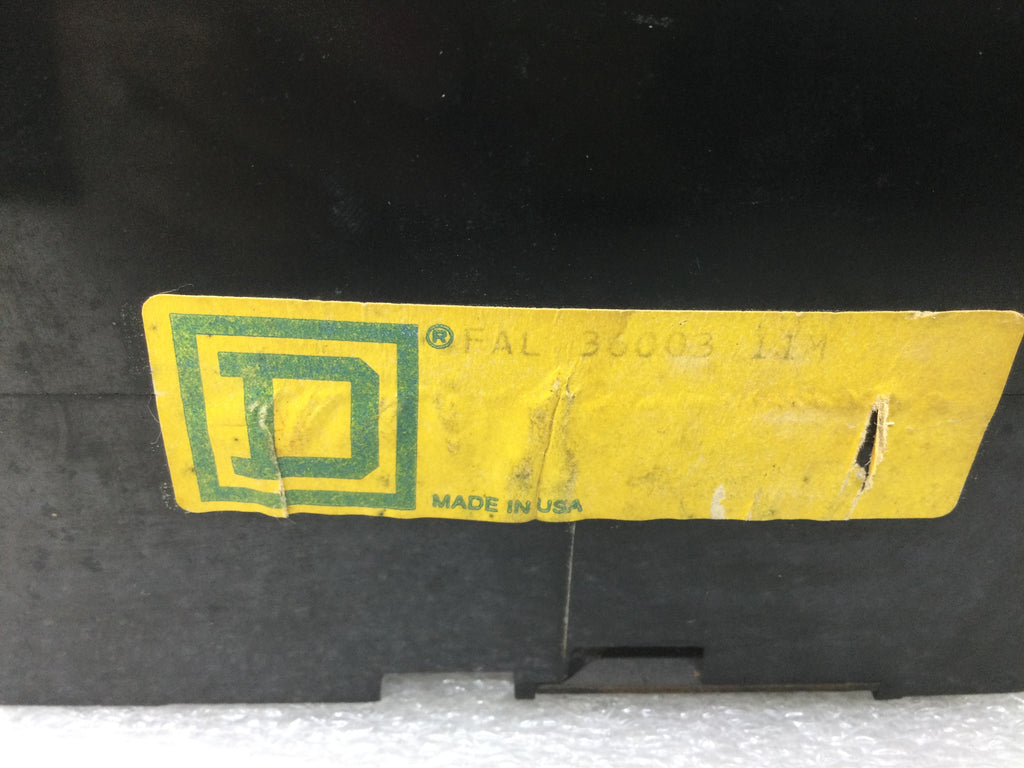 D
® FAL 36003 11M
MADE IN USA